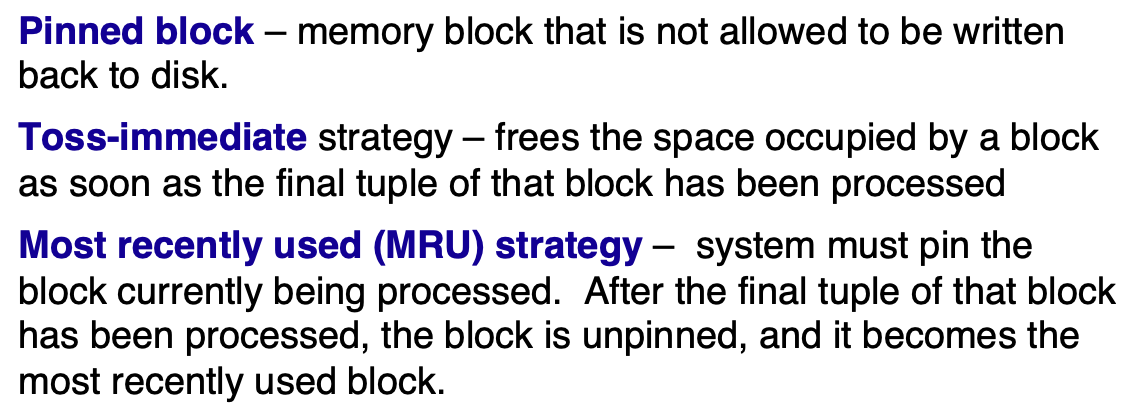 Pinned block – memory block that is not allowed to be written
back to disk.
Toss-immediate strategy – frees the space occupied by a block
as soon as the final tuple of that block has been processed
Most recently used (MRU) strategy –  system must pin the
block currently being processed.  After the final tuple of that block
has been processed, the block is unpinned, and it becomes the
most recently used block.